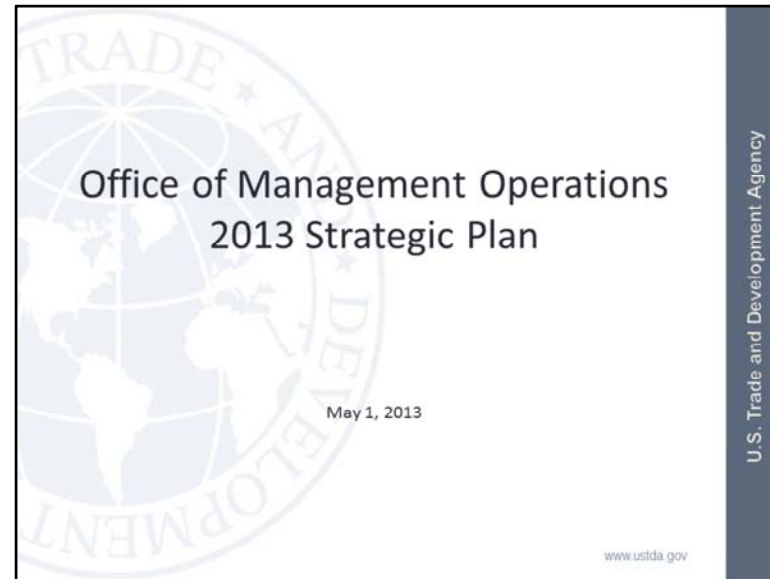 Office of Management Operations
2013 Strategic Plan
May 1, 2013
www.ustda.gov
U.S. Trade and Development Agency
TRADE AND DEVELOPMENT